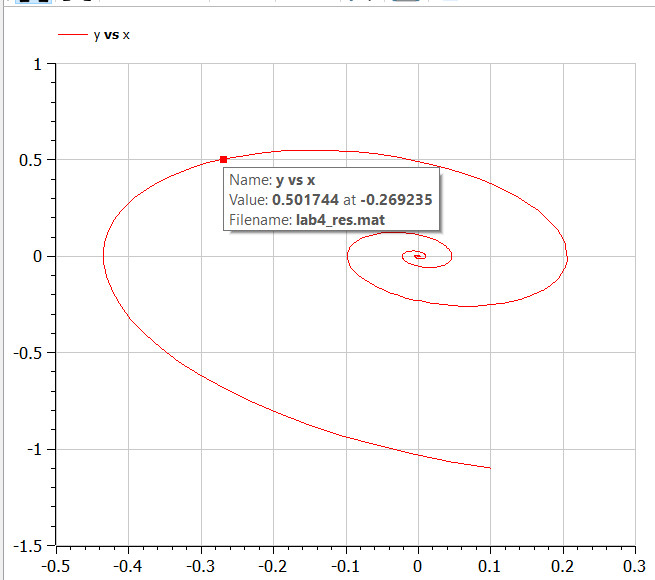 y vs x
1
0.5
Name: y vs x
Value: 0.501744 at -0.269235
Filename: lab4_res.mat
0
-0.5
-1
-1.5
-0.5 -0.4 -0.3 -0.2 -0.1 0 0.1 0.2 0.3